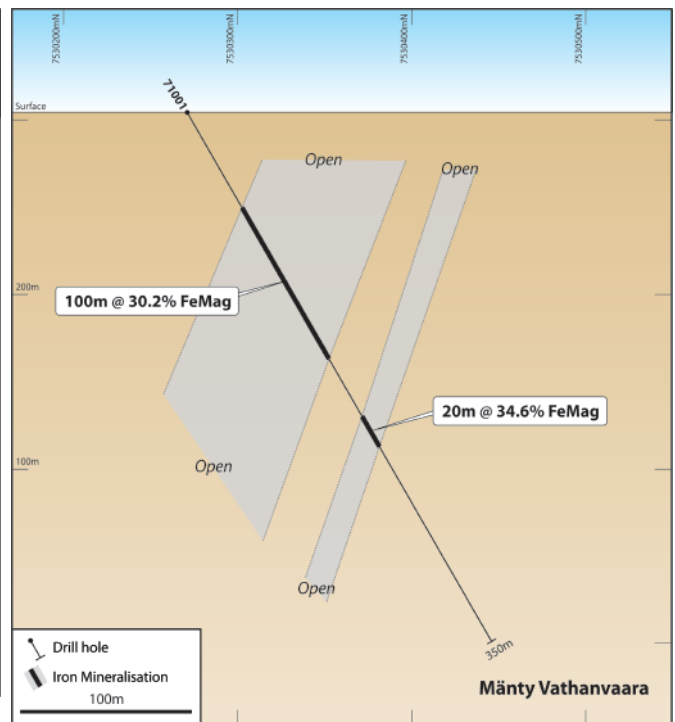 7530200mN
7530300mN
7530400mN
7530500mN
71001
Surface
Open
Open
200m
100m @ 30.2% FeMag
20m @ 34.6% FeMag
100m
Open
Open
350m
Drill hole
Iron Mineralisation
100m
Mänty Vathanvaara